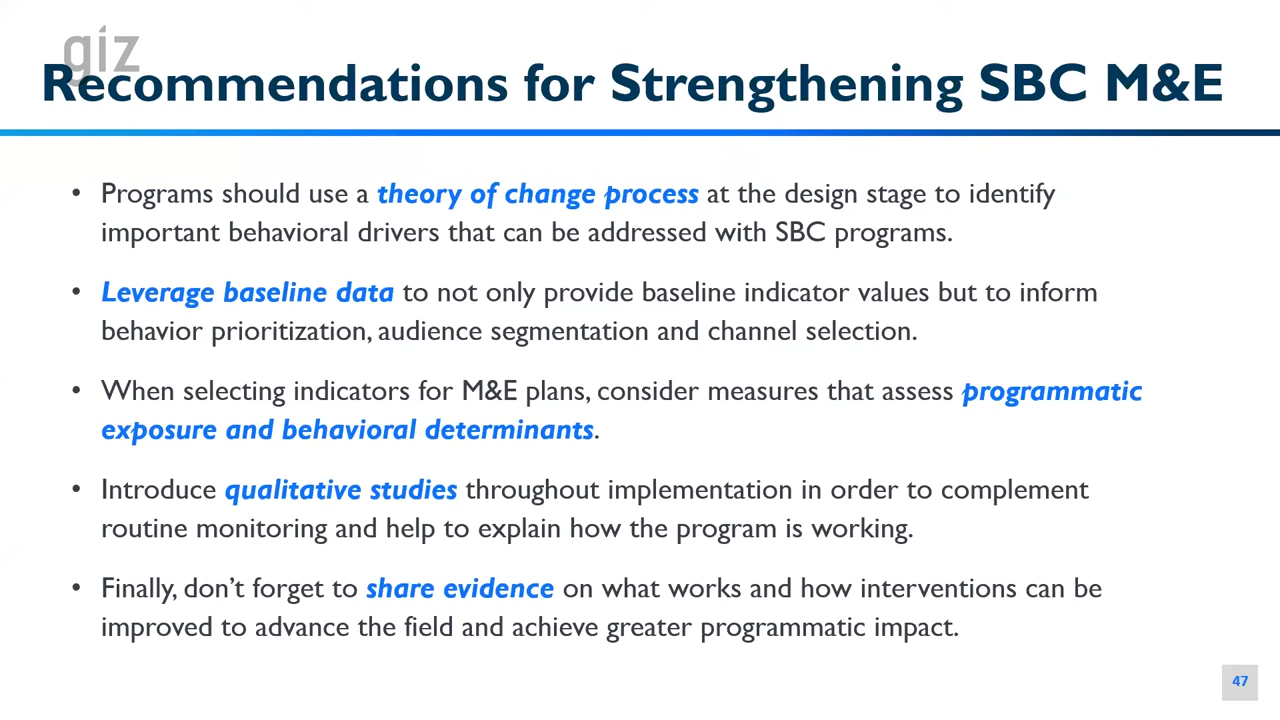 giz
Recommendations for Strengthening SBC M&E
• Programs should use a theory of change process at the design stage to identify
important behavioral drivers that can be addressed with SBC programs.
• Leverage baseline data to not only provide baseline indicator values but to inform
behavior prioritization, audience segmentation and channel selection.
• When selecting indicators for M&E plans, consider measures that assess programmatic
exposure and behavioral determinants.
• Introduce qualitative studies throughout implementation in order to complement
routine monitoring and help to explain how the program is working.
• Finally, don’t forget to share evidence on what works and how interventions can be
improved to advance the field and achieve greater programmatic impact.
47